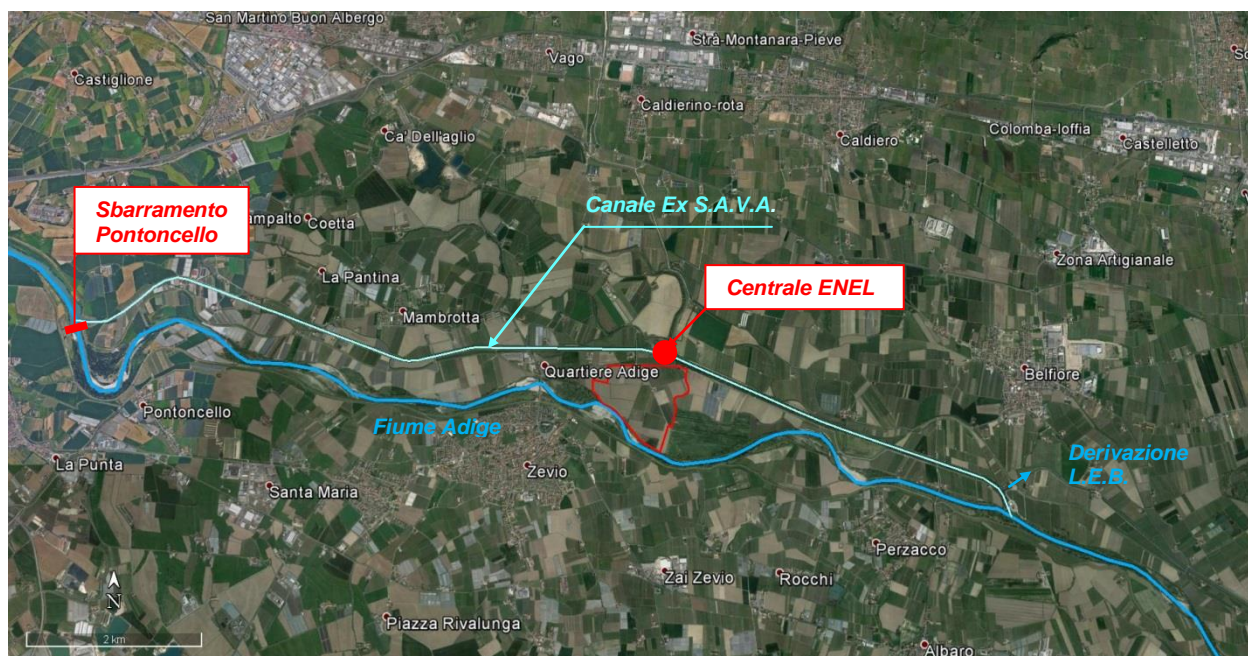 San Martino Buon Albergo
Strà-Montanara-Pieve
Vago
Castiglione
Caldierino-rota
Ca' Dell'aglio
Caldiero
Colomba-loffia
Castelletto
Sbarramento
Pontoncello
ampalto
Coetta
Canale Ex S.A.V.A.
La Pantina
Zona Artigianale
Centrale ENEL
Mambrotta
Quartiere Adige
Belfiore
Pontoncello
Fiume Adige
La Punta
Zevio
Derivazione
L.E.B.
Santa Maria
Perzacco
Zai Zevio
Rocchi
N
Piazza Rivalunga
2 km
Albaro